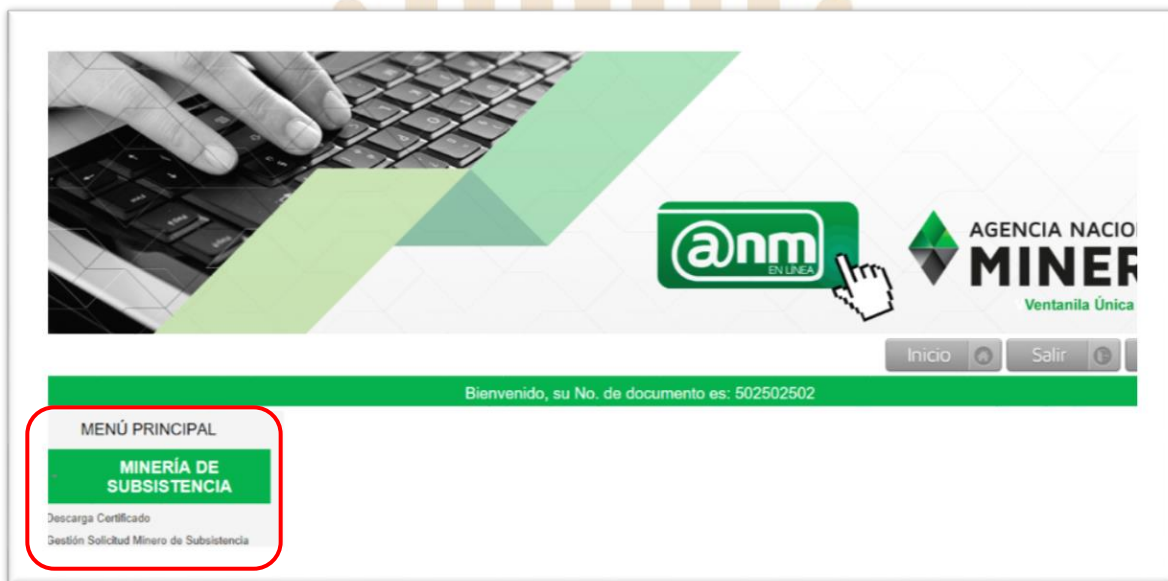 @nm
EN LINEA
AGENCIA NACIO
MINER
Ventanila Única
Inicio
Salir
Bienvenido, su No. de documento es: 502502502
MENÚ PRINCIPAL
MINERÍA DE
SUBSISTENCIA
Descarga Certificado
Gestión Solicitud Minero de Subsistencia